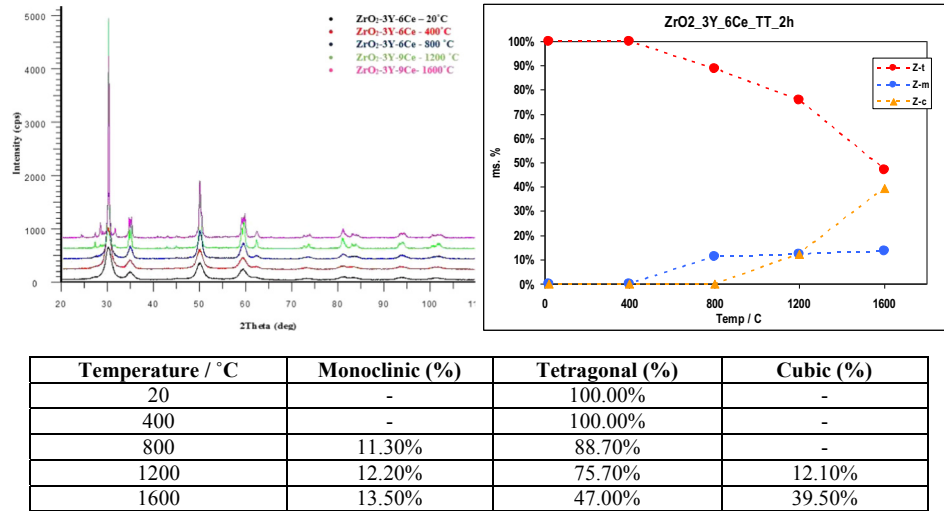 5000
4000
3000
2000
1000
0
Intensity (cps)
ZrO₂-3Y-6Ce – 20˚C
ZrO₂-3Y-6Ce - 400˚C
ZrO₂-3Y-6Ce - 800 ˚C
ZrO₂-3Y-9Ce - 1200 ˚C
ZrO₂-3Y-9Ce- 1600˚C
20 30 40 50 60 70 80 90 100 11
2Theta (deg)
ZrO2_3Y_6Ce_TT_2h
100%
90%
80%
70%
60%
50%
40%
30%
20%
10%
0%
ms. %
Z-t
Z-m
Z-c
0 400 800 1200 1600
Temp / C
Temperature / ˚C Monoclinic (%) Tetragonal (%) Cubic (%)
20 - 100.00% -
400 - 100.00% -
800 11.30% 88.70% -
1200 12.20% 75.70% 12.10%
1600 13.50% 47.00% 39.50%